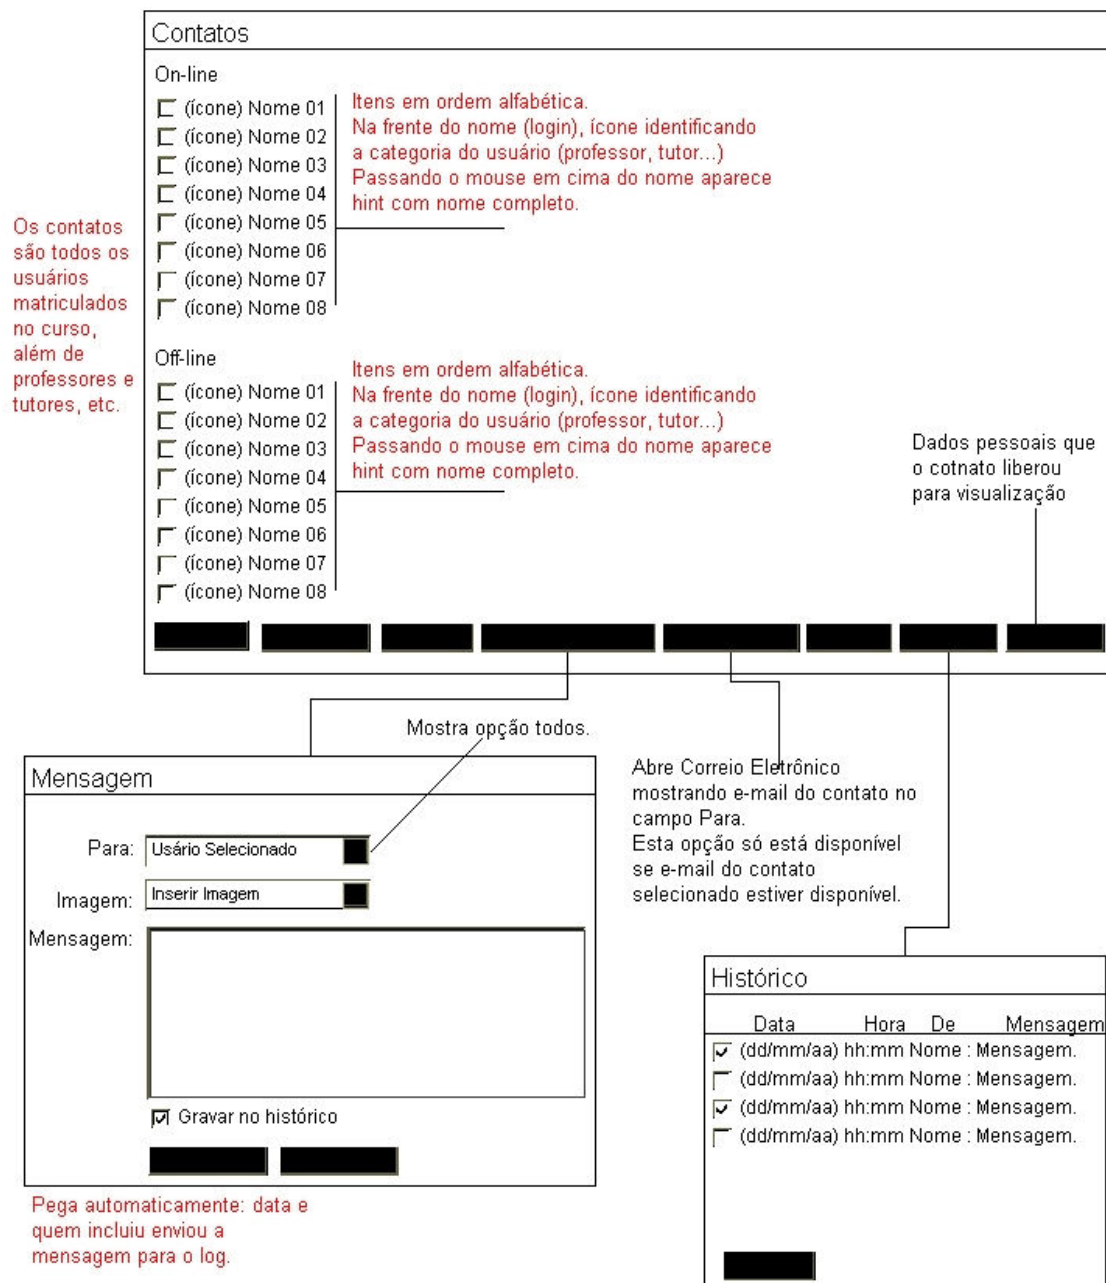 Contatos
On-line
(ícone) Nome 01
(ícone) Nome 02
(ícone) Nome 03
(ícone) Nome 04
(ícone) Nome 05
(ícone) Nome 06
(ícone) Nome 07
(ícone) Nome 08
Itens em ordem alfabética.
Na frente do nome (login), ícone identificando
a categoria do usuário (professor, tutor...)
Passando o mouse em cima do nome aparece
hint com nome completo.
Os contatos
são todos os
usuários
matriculados
no curso,
além de
professores e
tutores, etc.
Off-line
(ícone) Nome 01
(ícone) Nome 02
(ícone) Nome 03
(ícone) Nome 04
(ícone) Nome 05
(ícone) Nome 06
(ícone) Nome 07
(ícone) Nome 08
Itens em ordem alfabética.
Na frente do nome (login), ícone identificando
a categoria do usuário (professor, tutor...)
Passando o mouse em cima do nome aparece
hint com nome completo.
Dados pessoais que
o cotnato liberou
para visualização
Mostra opção todos.
Mensagem
Para: Usário Selecionado
Imagem: Inserir Imagem
Mensagem:
Gravar no histórico
Pega automaticamente: data e
quem incluiu enviou a
mensagem para o log.
Abre Correio Eletrônico
mostrando e-mail do contato no
campo Para.
Esta opção só está disponível
se e-mail do contato
selecionado estiver disponível.
Histórico
Data Hora De Mensagem
(dd/mm/aa) hh:mm Nome : Mensagem.
(dd/mm/aa) hh:mm Nome : Mensagem.
(dd/mm/aa) hh:mm Nome : Mensagem.
(dd/mm/aa) hh:mm Nome : Mensagem.